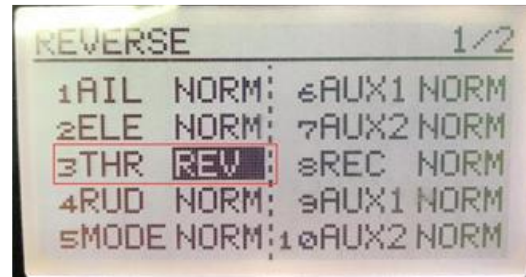 REVERSE 1/2
1AIL NORM 6AUX1 NORM
2ELE NORM 7AUX2 NORM
3THR REV 8REC NORM
4RUD NORM 9AUX1 NORM
5MODE NORM 10AUX2 NORM